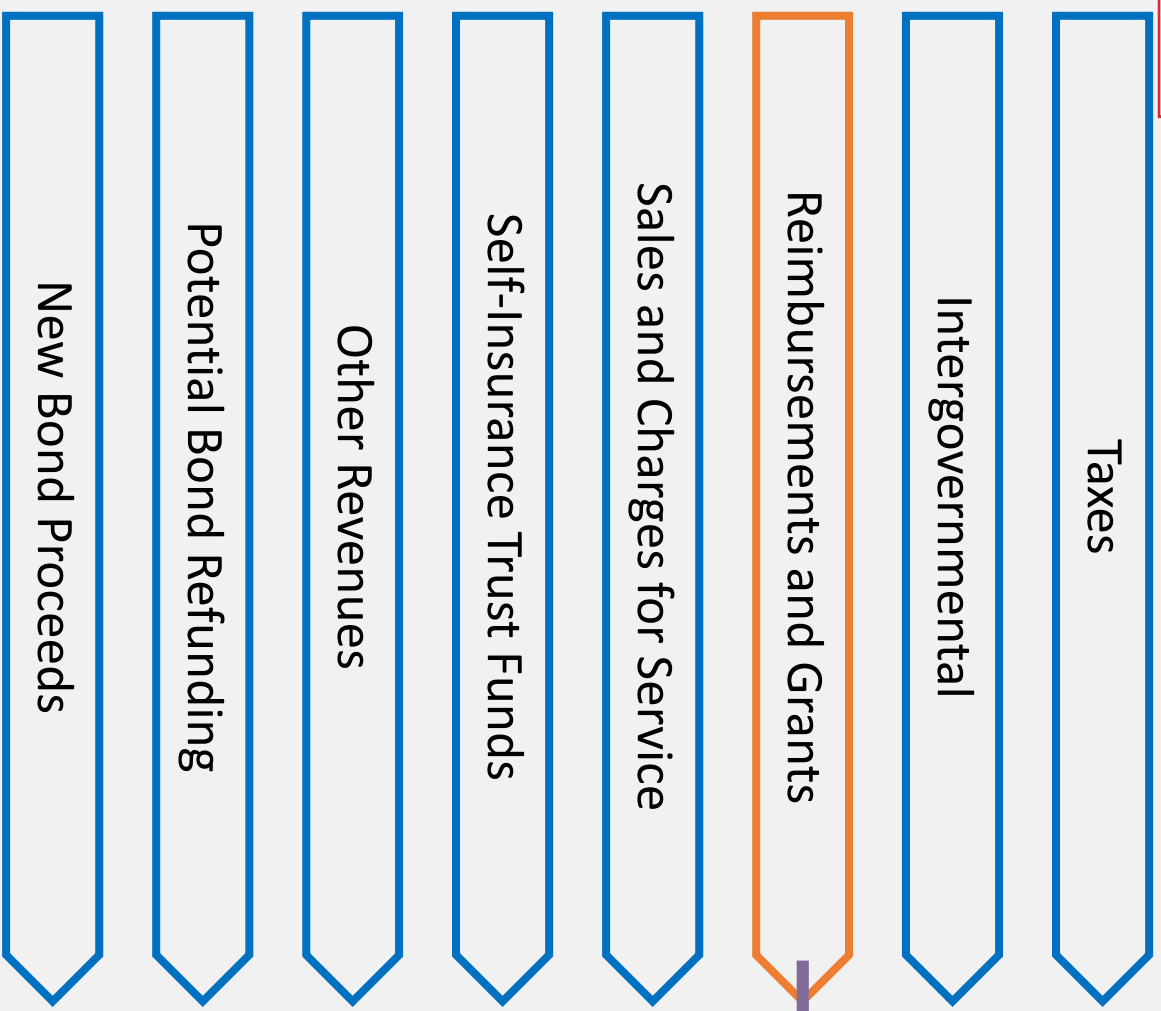 New Bond Proceeds
Potential Bond Refunding
Other Revenues
Self-Insurance Trust Funds
Sales and Charges for Service
Reimbursements and Grants
Intergovernmental
Taxes